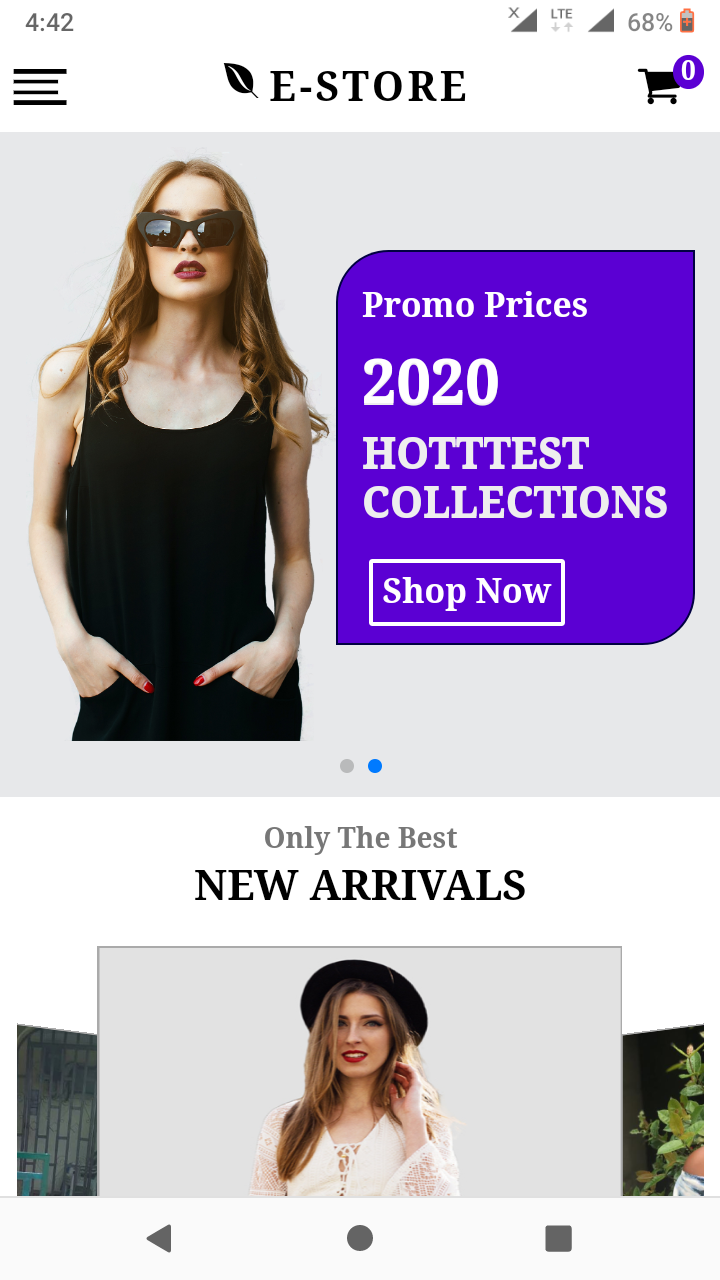 4:42
X LTE 68%
E-STORE
0
Promo Prices
2020
HOTTTEST
COLLECTIONS
Shop Now
Only The Best
NEW ARRIVALS